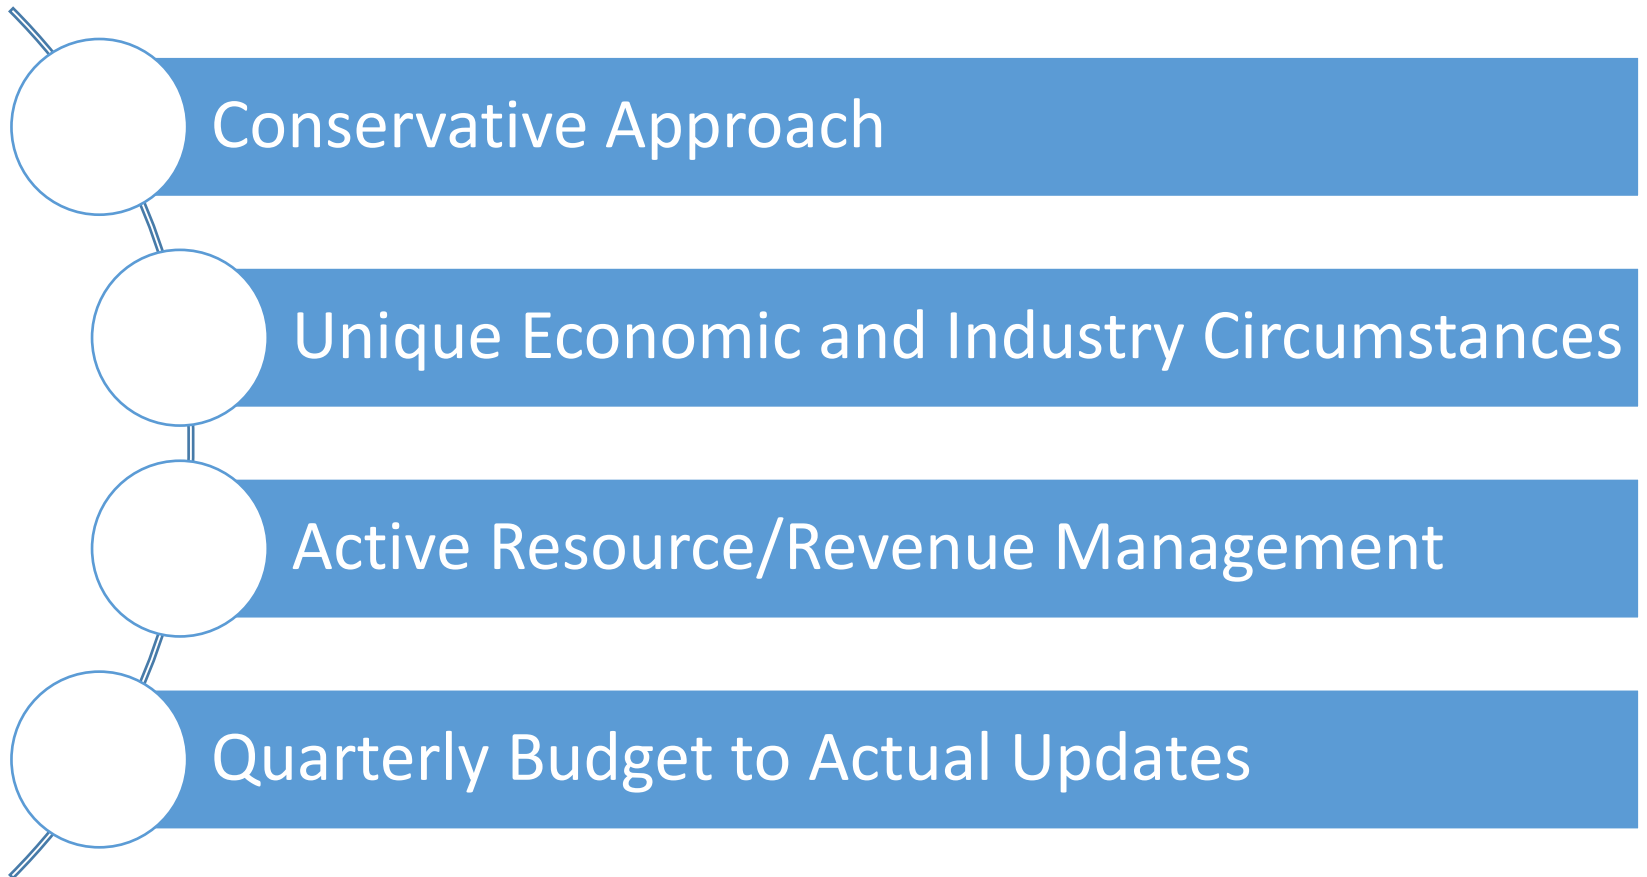 Conservative Approach
Unique Economic and Industry Circumstances
Active Resource/Revenue Management
Quarterly Budget to Actual Updates